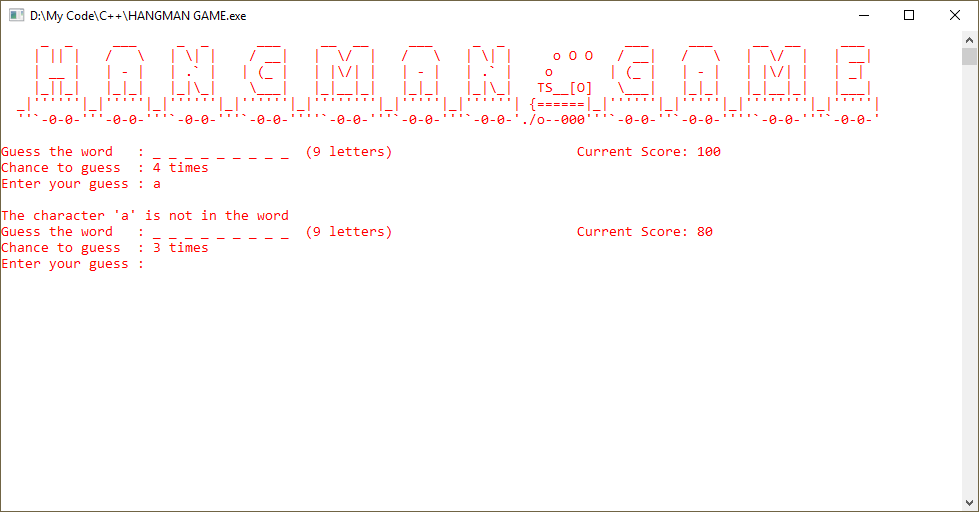 D:\My Code\C++\HANGMAN GAME.exe
HANGMAN GAME
Guess the word   : _ _ _ _ _ _ _ _ _  (9 letters)                       Current Score: 100
Chance to guess  : 4 times
Enter your guess : a
The character 'a' is not in the word
Guess the word   : _ _ _ _ _ _ _ _ _  (9 letters)                       Current Score: 80
Chance to guess  : 3 times
Enter your guess :